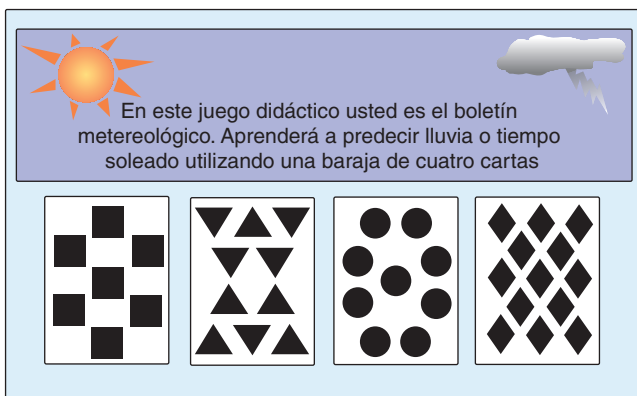 En este juego didáctico usted es el boletín
metereológico. Aprenderá a predecir lluvia o tiempo
soleado utilizando una baraja de cuatro cartas